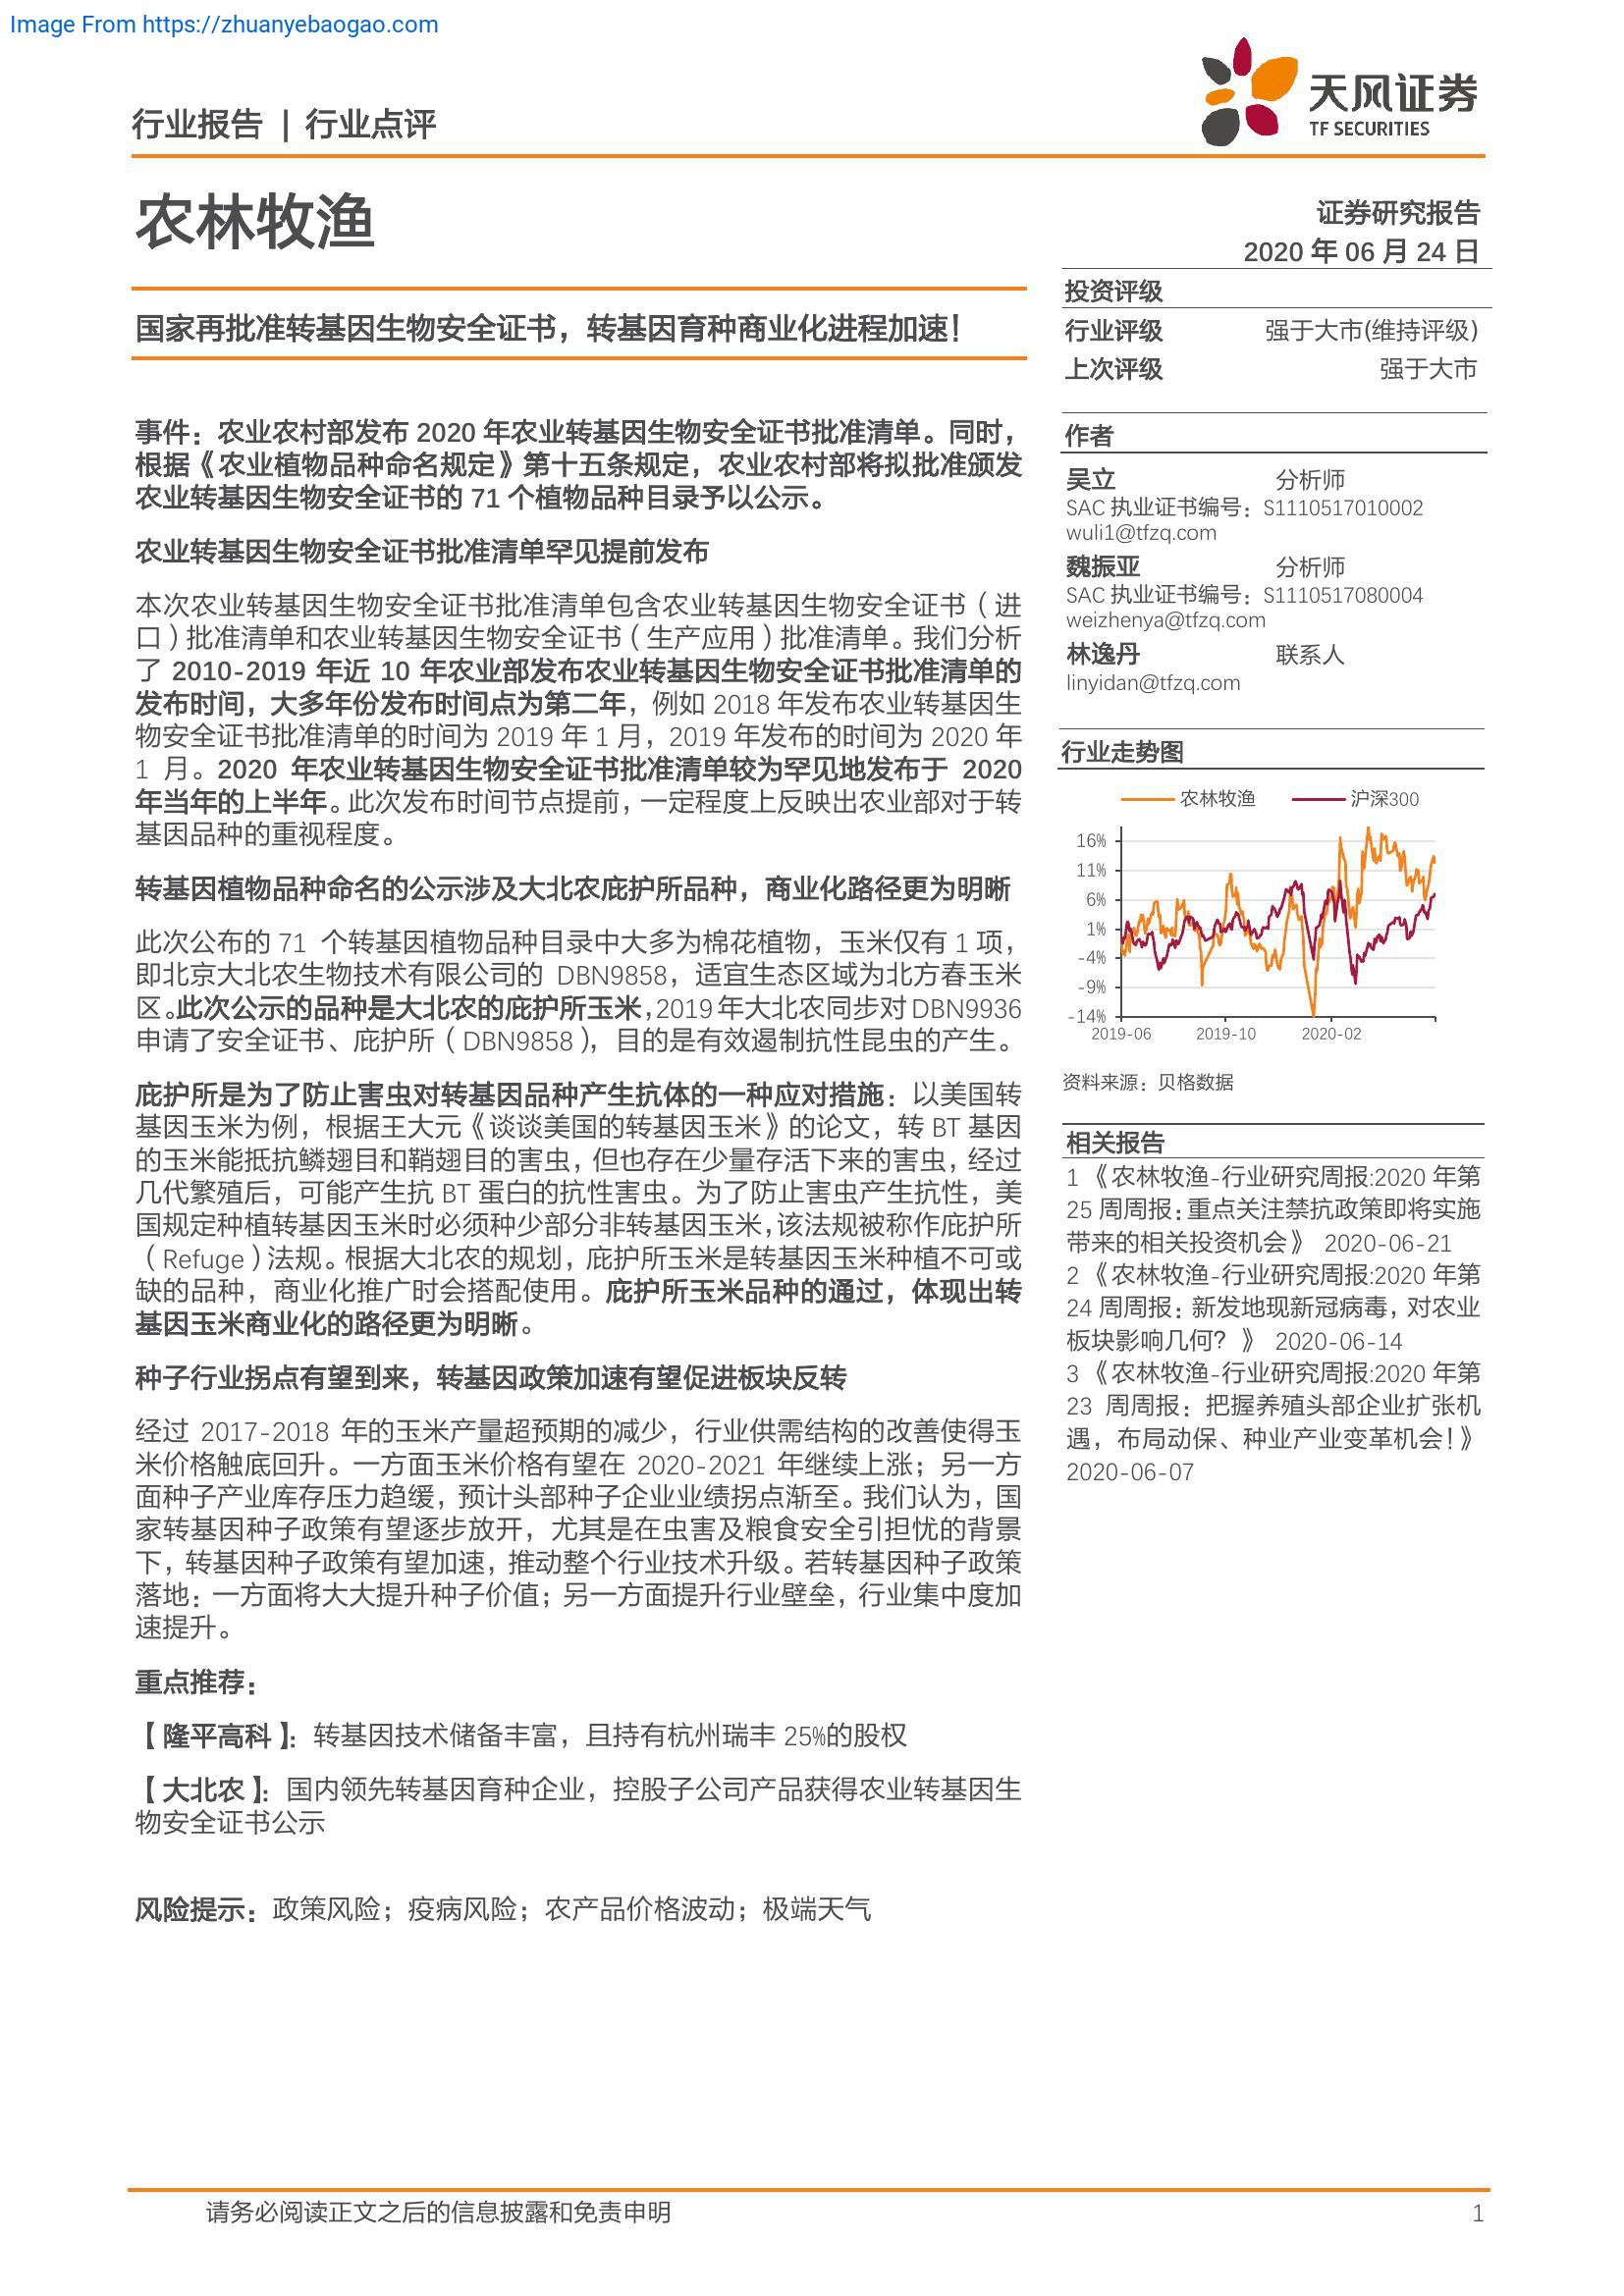 Image From https://zhuanyebaogao.com
行业报告 | 行业点评
天风证券
TF SECURITIES
农林牧渔
证券研究报告
2020 年 06 月 24 日
国家再批准转基因生物安全证书，转基因育种商业化进程加速！
投资评级
行业评级 强于大市(维持评级)
上次评级 强于大市
事件：农业农村部发布 2020 年农业转基因生物安全证书批准清单。同时，
根据《农业植物品种命名规定》第十五条规定，农业农村部将拟批准颁发
农业转基因生物安全证书的 71 个植物品种目录予以公示。
农业转基因生物安全证书批准清单罕见提前发布
本次农业转基因生物安全证书批准清单包含农业转基因生物安全证书（进
口）批准清单和农业转基因生物安全证书（生产应用）批准清单。我们分析
了 2010-2019 年近 10 年农业部发布农业转基因生物安全证书批准清单的
发布时间，大多年份发布时间点为第二年，例如 2018 年发布农业转基因生
物安全证书批准清单的时间为 2019 年 1 月，2019 年发布的时间为 2020 年
1 月。2020 年农业转基因生物安全证书批准清单较为罕见地发布于 2020
年当年的上半年。此次发布时间节点提前，一定程度上反映出农业部对于转
基因品种的重视程度。
转基因植物品种命名的公示涉及大北农庇护所品种，商业化路径更为明晰
此次公布的 71 个转基因植物品种目录中大多为棉花植物，玉米仅有 1 项，
即北京大北农生物技术有限公司的 DBN9858，适宜生态区域为北方春玉米
区。此次公示的品种是大北农的庇护所玉米，2019 年大北农同步对 DBN9936
申请了安全证书、庇护所（DBN9858），目的是有效遏制抗性昆虫的产生。
庇护所是为了防止害虫对转基因品种产生抗体的一种应对措施：以美国转
基因玉米为例，根据王大元《谈谈美国的转基因玉米》的论文，转 BT 基因
的玉米能抵抗鳞翅目和鞘翅目的害虫，但也存在少量存活下来的害虫，经过
几代繁殖后，可能产生抗 BT 蛋白的抗性害虫。为了防止害虫产生抗性，美
国规定种植转基因玉米时必须种少部分非转基因玉米，该法规被称作庇护所
（Refuge）法规。根据大北农的规划，庇护所玉米是转基因玉米种植不可或
缺的品种，商业化推广时会搭配使用。庇护所玉米品种的通过，体现出转
基因玉米商业化的路径更为明晰。
种子行业拐点有望到来，转基因政策加速有望促进板块反转
经过 2017-2018 年的玉米产量超预期的减少，行业供需结构的改善使得玉
米价格触底回升。一方面玉米价格有望在 2020-2021 年继续上涨；另一方
面种子产业库存压力趋缓，预计头部种子企业业绩拐点渐至。我们认为，国
家转基因种子政策有望逐步放开，尤其是在虫害及粮食安全引担忧的背景
下，转基因种子政策有望加速，推动整个行业技术升级。若转基因种子政策
落地：一方面将大大提升种子价值；另一方面提升行业壁垒，行业集中度加
速提升。
重点推荐：
【隆平高科】：转基因技术储备丰富，且持有杭州瑞丰 25%的股权
【大北农】：国内领先转基因育种企业，控股子公司产品获得农业转基因生
物安全证书公示
风险提示：政策风险；疫病风险；农产品价格波动；极端天气
作者
吴立 分析师
SAC 执业证书编号：S1110517010002
wuli1@tfzq.com
魏振亚 分析师
SAC 执业证书编号：S1110517080004
weizhenya@tfzq.com
林逸丹 联系人
linyidan@tfzq.com
行业走势图
农林牧渔 沪深300
16%
11%
6%
1%
-4%
-9%
-14%
2019-06 2019-10 2020-02
资料来源：贝格数据
相关报告
1 《农林牧渔-行业研究周报:2020 年第
25 周周报：重点关注禁抗政策即将实施
带来的相关投资机会》 2020-06-21
2 《农林牧渔-行业研究周报:2020 年第
24 周周报：新发地现新冠病毒，对农业
板块影响几何？》 2020-06-14
3 《农林牧渔-行业研究周报:2020 年第
23 周周报：把握养殖头部企业扩张机
遇，布局动保、种业产业变革机会！》
2020-06-07
请务必阅读正文之后的信息披露和免责申明 1